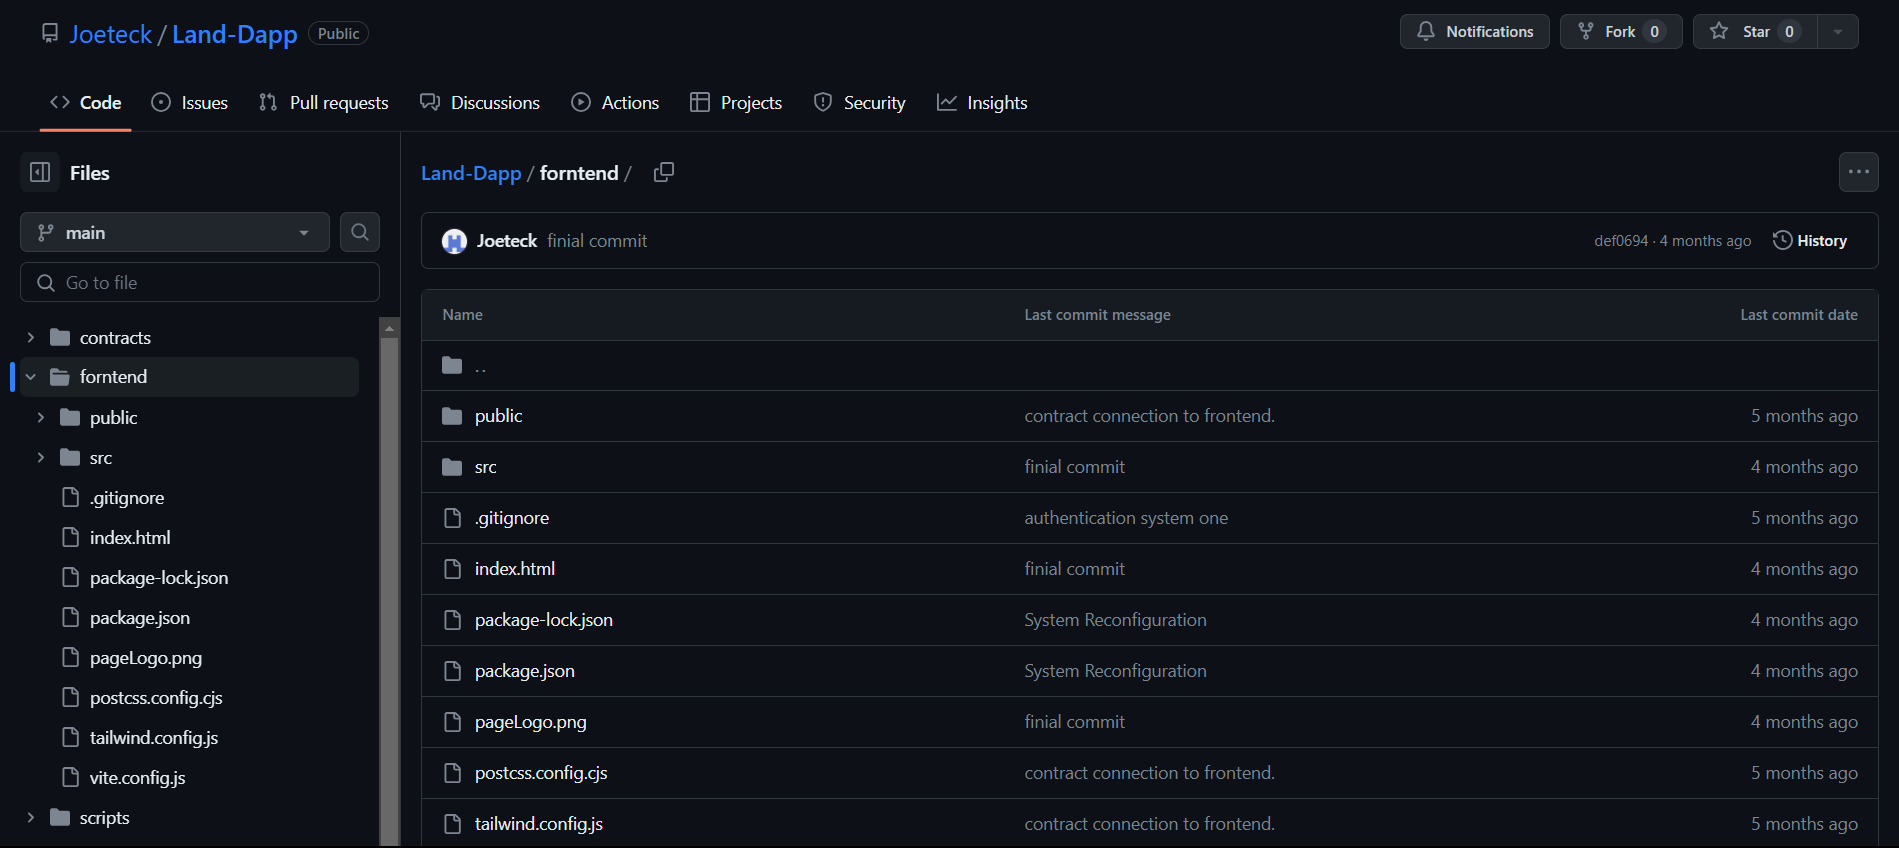 Joeteck / Land-Dapp Public
Notifications Fork 0 Star 0
Code Issues Pull requests Discussions Actions Projects Security Insights
Files
main
Go to file
contracts
forntend
public
src
.gitignore
index.html
package-lock.json
package.json
pageLogo.png
postcss.config.cjs
tailwind.config.js
vite.config.js
scripts
Land-Dapp / forntend /
Joeteck finial commit def0694 · 4 months ago History
Name Last commit message Last commit date
..
public contract connection to frontend. 5 months ago
src finial commit 4 months ago
.gitignore authentication system one 5 months ago
index.html finial commit 4 months ago
package-lock.json System Reconfiguration 4 months ago
package.json System Reconfiguration 4 months ago
pageLogo.png finial commit 4 months ago
postcss.config.cjs contract connection to frontend. 5 months ago
tailwind.config.js contract connection to frontend. 5 months ago